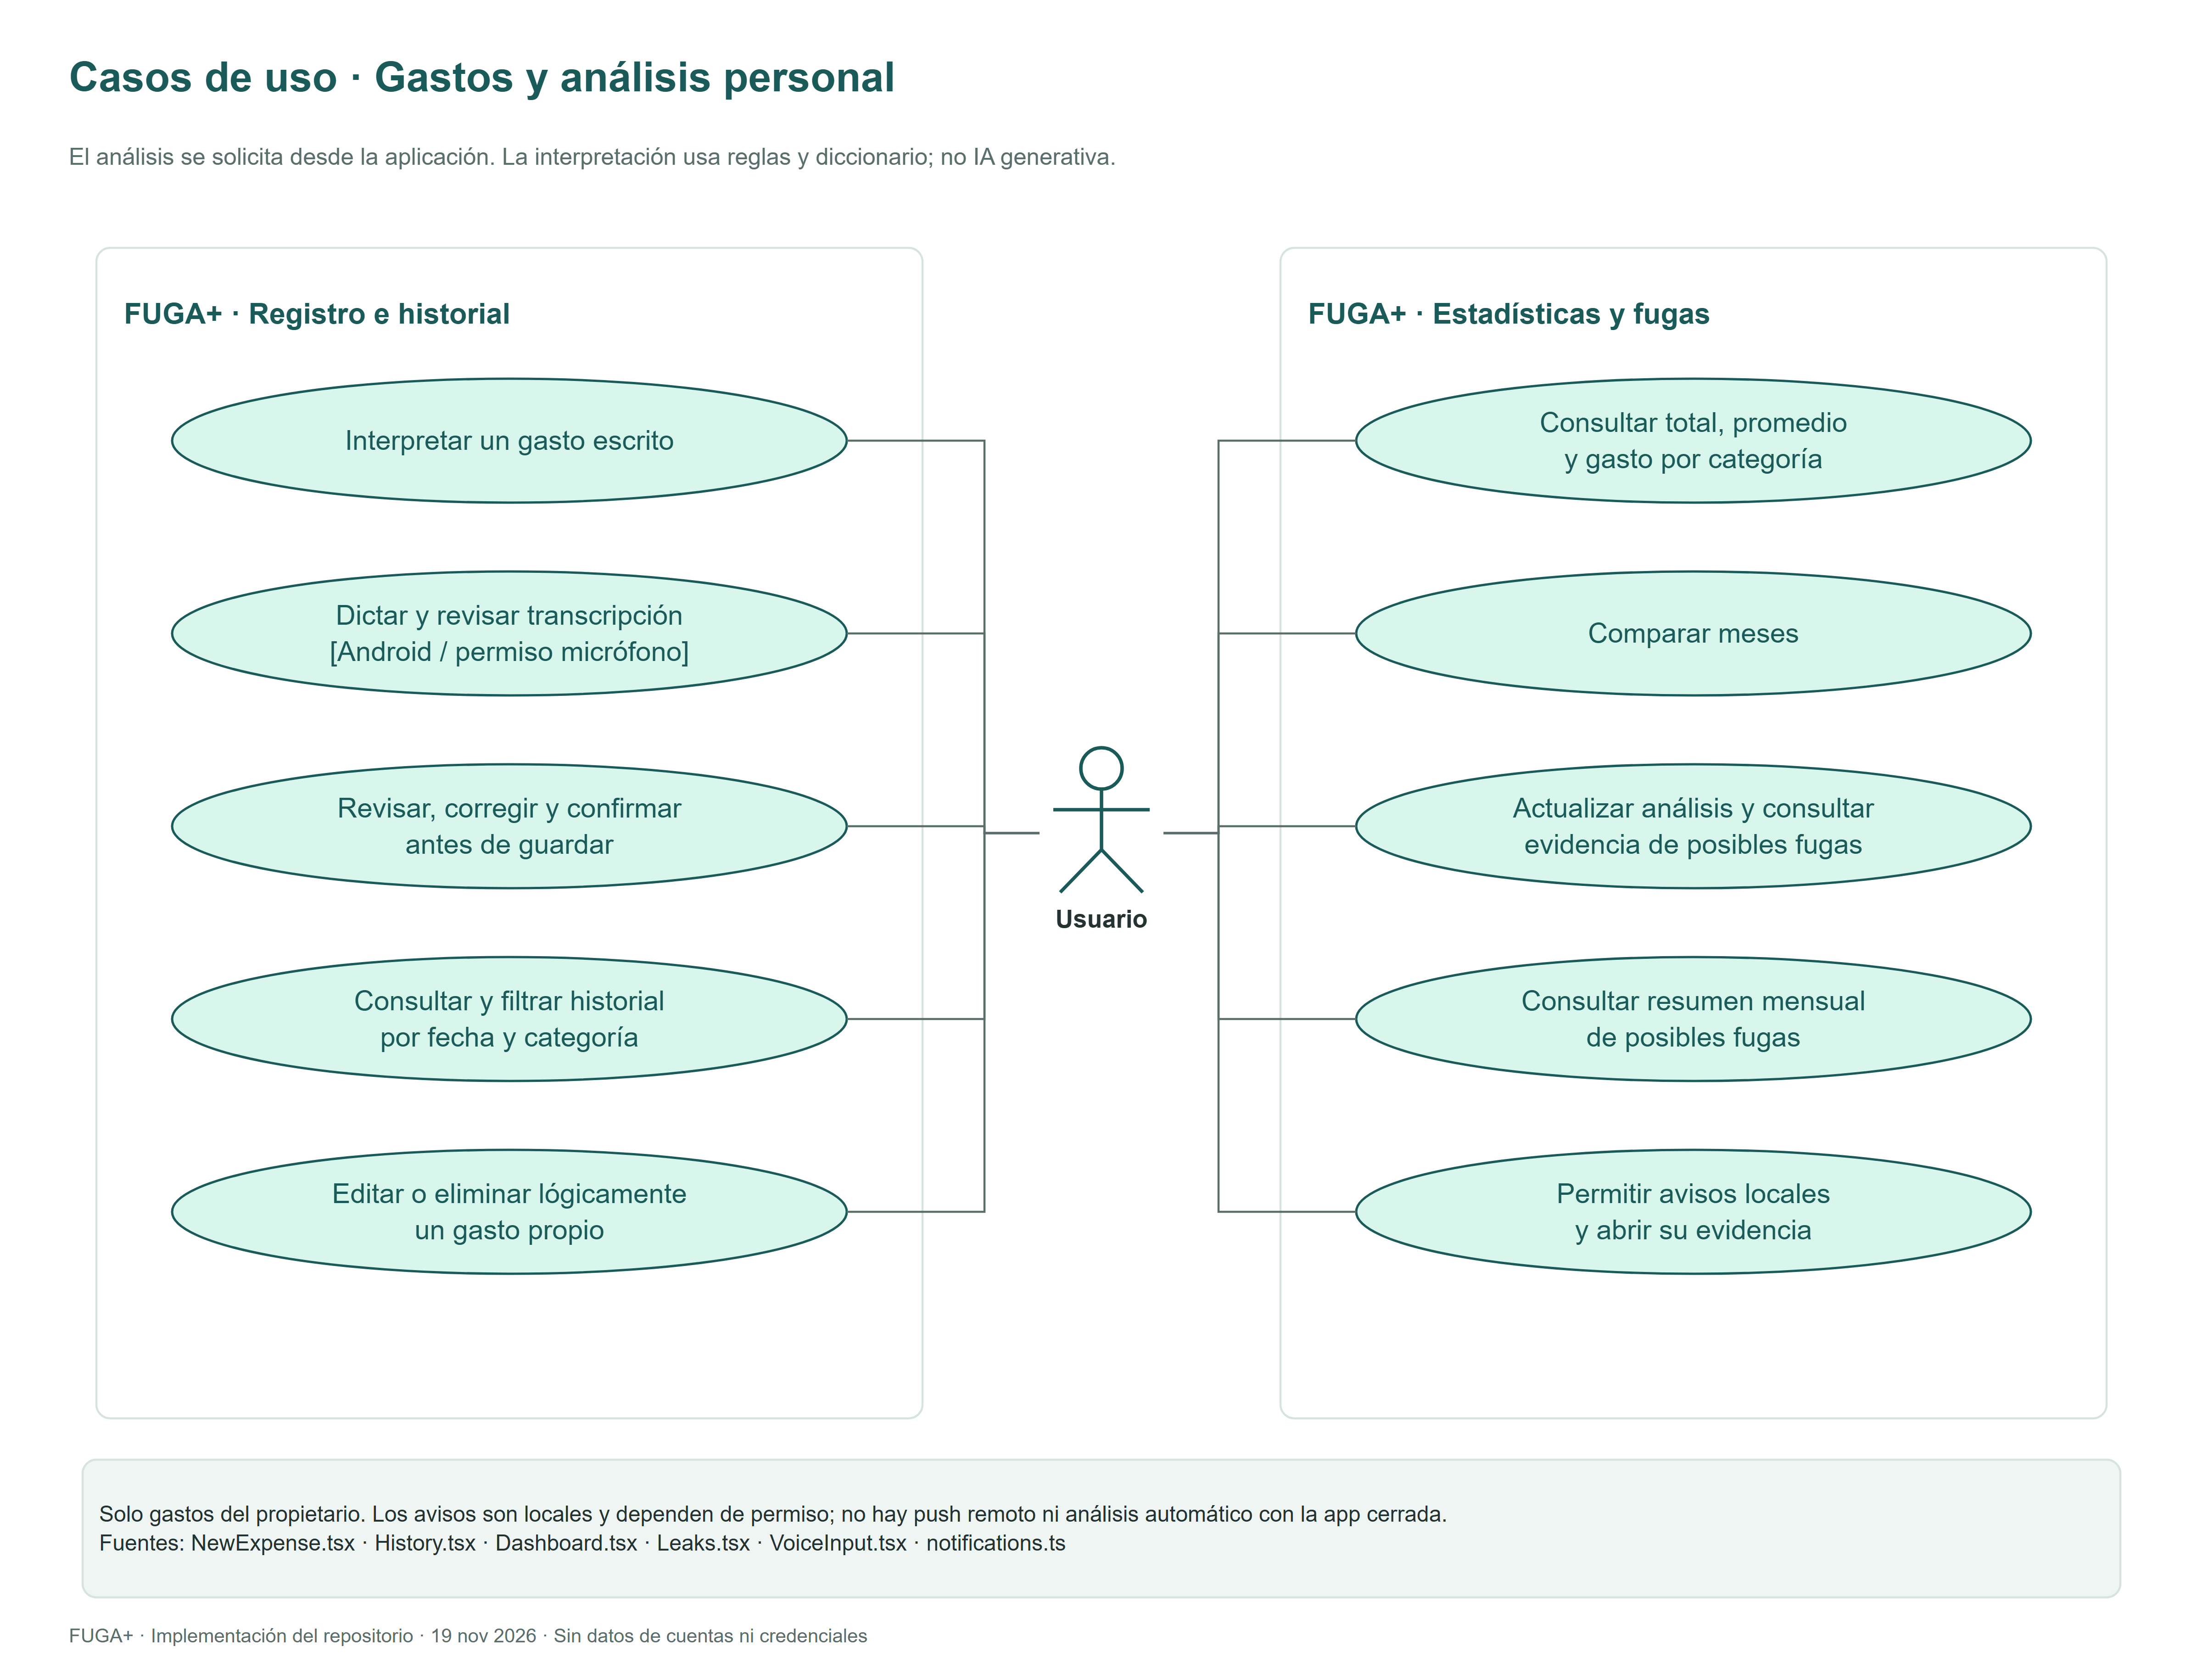 Casos de uso · Gastos y análisis personal
El análisis se solicita desde la aplicación. La interpretación usa reglas y diccionario; no IA generativa.
FUGA+ · Registro e historial
Interpretar un gasto escrito
Dictar y revisar transcripción
[Android / permiso micrófono]
Revisar, corregir y confirmar
antes de guardar
Consultar y filtrar historial
por fecha y categoría
Editar o eliminar lógicamente
un gasto propio
Usuario
FUGA+ · Estadísticas y fugas
Consultar total, promedio
y gasto por categoría
Comparar meses
Actualizar análisis y consultar
evidencia de posibles fugas
Consultar resumen mensual
de posibles fugas
Permitir avisos locales
y abrir su evidencia
Solo gastos del propietario. Los avisos son locales y dependen de permiso; no hay push remoto ni análisis automático con la app cerrada.
Fuentes: NewExpense.tsx · History.tsx · Dashboard.tsx · Leaks.tsx · VoiceInput.tsx · notifications.ts
FUGA+ · Implementación del repositorio · 19 nov 2026 · Sin datos de cuentas ni credenciales